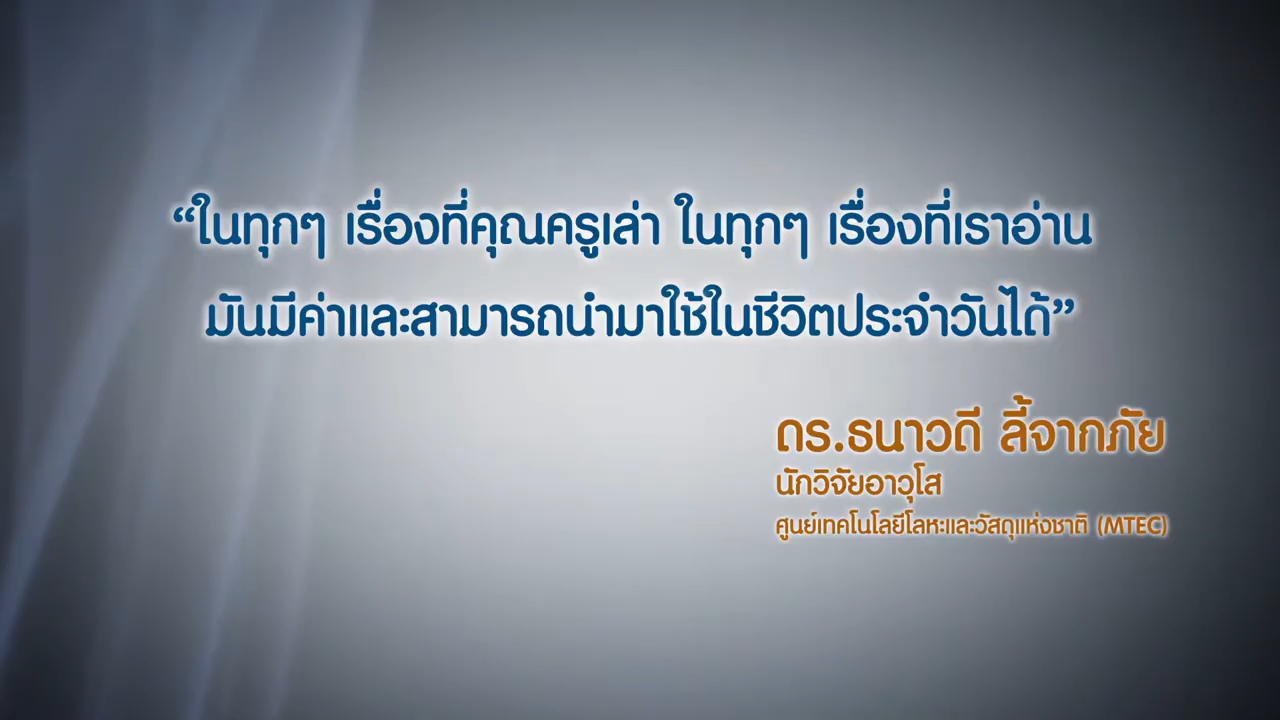 “ในทุกๆ เรื่องที่คุณครูเล่า ในทุกๆ เรื่องที่เราอ่าน
มันมีค่าและสามารถนำมาใช้ในชีวิตประจำวันได้”
ดร.ธนาวดี ลี้จากภัย
นักวิจัยอาวุโส
ศูนย์เทคโนโลยีโลหะและวัสดุแห่งชาติ (MTEC)